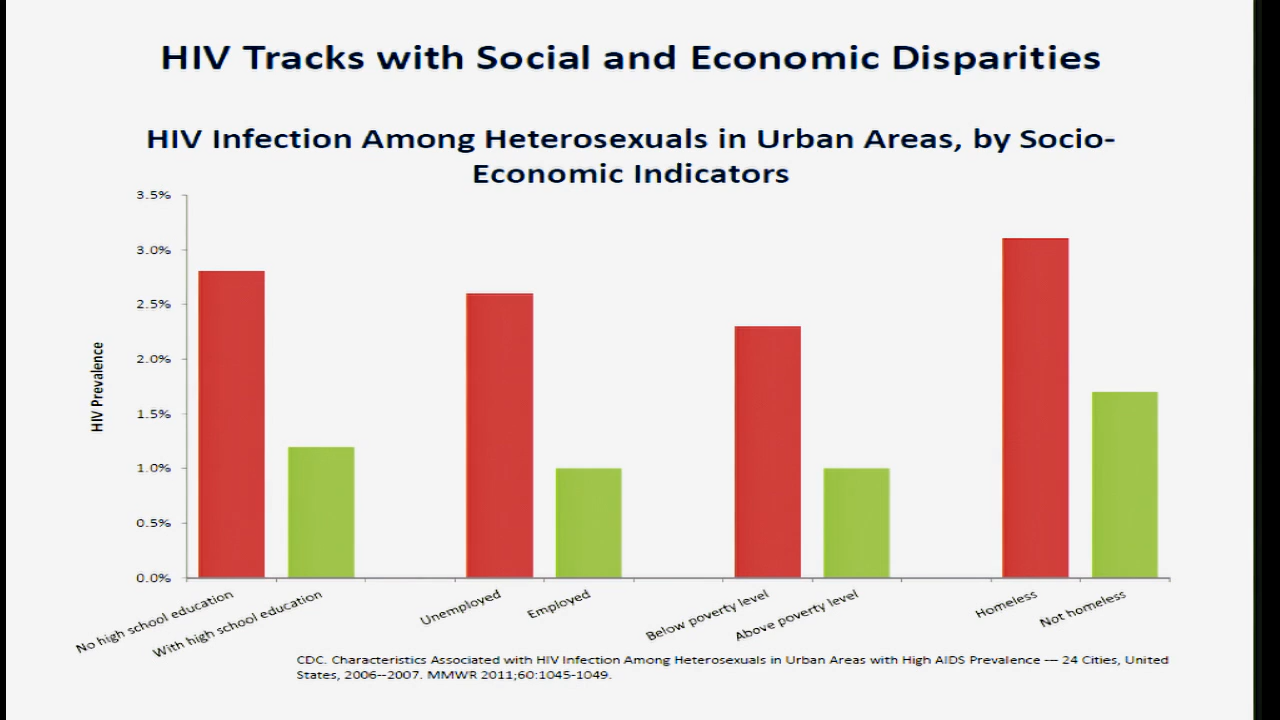 HIV Tracks with Social and Economic Disparities
HIV Infection Among Heterosexuals in Urban Areas, by Socio-
Economic Indicators
3.5%
3.0%
2.5%
2.0%
1.5%
1.0%
0.5%
0.0%
HIV Prevalence
No high school education
With high school education
Unemployed
Employed
Below poverty level
Above poverty level
Homeless
Not homeless
CDC. Characteristics Associated with HIV Infection Among Heterosexuals in Urban Areas with High AIDS Prevalence --- 24 Cities, United
States, 2006--2007. MMWR 2011;60:1045-1049.